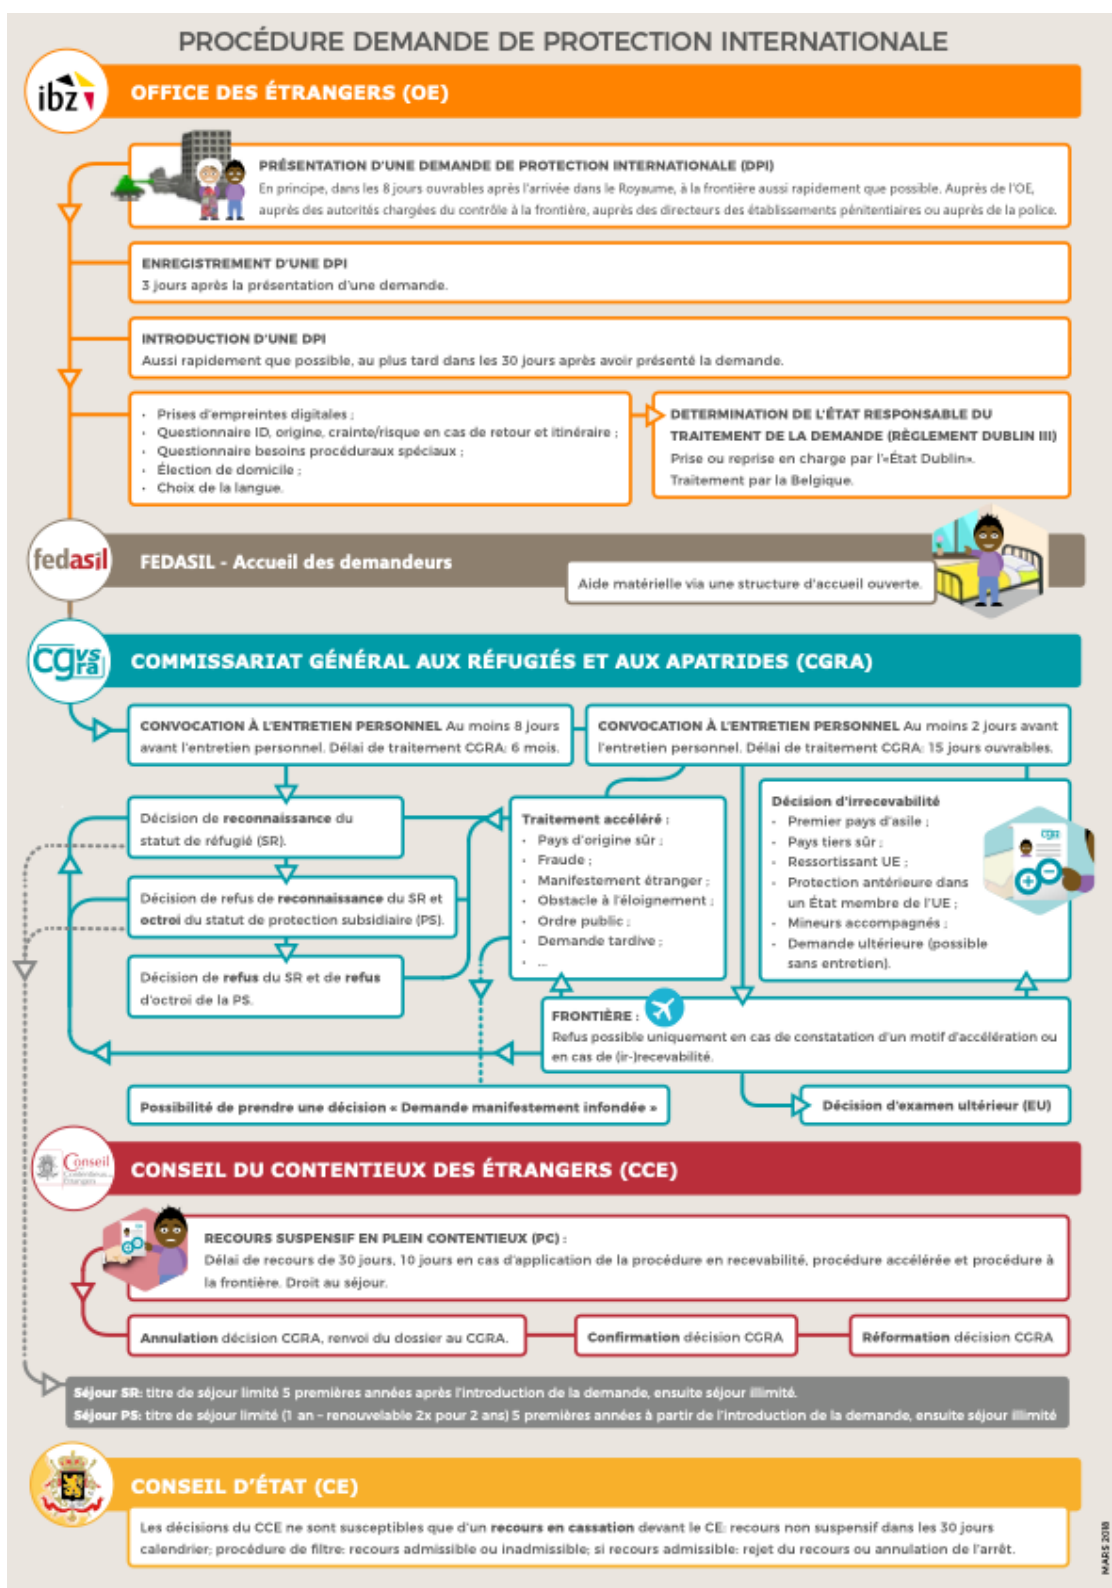 PROCÉDURE DEMANDE DE PROTECTION INTERNATIONALE
ibz
OFFICE DES ÉTRANGERS (OE)
PRÉSENTATION D'UNE DEMANDE DE PROTECTION INTERNATIONALE (DPI)
En principe, dans les 8 jours ouvrables après l'arrivée dans le Royaume, à la frontière aussi rapidement que possible. Auprès de l'OE,
auprès des autorités chargées du contrôle à la frontière, auprès des directeurs des établissements pénitentiaires ou auprès de la police.
ENREGISTREMENT D'UNE DPI
3 jours après la présentation d'une demande.
INTRODUCTION D'UNE DPI
Aussi rapidement que possible, au plus tard dans les 30 jours après avoir présenté la demande.
• Prises d'empreintes digitales ;
• Questionnaire ID, origine, crainte/risque en cas de retour et itinéraire ;
• Questionnaire besoins procéduraux spéciaux ;
• Élection de domicile ;
• Choix de la langue.
DETERMINATION DE L'ÉTAT RESPONSABLE DU
TRAITEMENT DE LA DEMANDE (RÈGLEMENT DUBLIN III)
Prise ou reprise en charge par l'«État Dublin».
Traitement par la Belgique.
fedasil
FEDASIL - Accueil des demandeurs
Aide matérielle via une structure d'accueil ouverte.
cgvs
ra
COMMISSARIAT GÉNÉRAL AUX RÉFUGIÉS ET AUX APATRIDES (CGRA)
CONVOCATION À L'ENTRETIEN PERSONNEL Au moins 8 jours
avant l'entretien personnel. Délai de traitement CGRA: 6 mois.
CONVOCATION À L'ENTRETIEN PERSONNEL Au moins 2 jours avant
l'entretien personnel. Délai de traitement CGRA: 15 jours ouvrables.
Décision de reconnaissance du
statut de réfugié (SR).
Décision de refus de reconnaissance du SR et
octroi du statut de protection subsidiaire (PS).
Décision de refus du SR et de refus
d'octroi de la PS.
Traitement accéléré :
• Pays d'origine sûr ;
• Fraude ;
• Manifestement étranger ;
• Obstacle à l'éloignement ;
• Ordre public ;
• Demande tardive ;
• ...
Décision d'irrecevabilité
• Premier pays d'asile ;
• Pays tiers sûr ;
• Ressortissant UE ;
• Protection antérieure dans
un État membre de l'UE ;
• Mineurs accompagnés ;
• Demande ultérieure (possible
sans entretien).
FRONTIÈRE :
Refus possible uniquement en cas de constatation d'un motif d'accélération ou
en cas de (ir-)recevabilité.
Possibilité de prendre une décision « Demande manifestement infondée »
Décision d'examen ultérieur (EU)
Conseil
CONSEIL DU CONTENTIEUX DES ÉTRANGERS (CCE)
RECOURS SUSPENSIF EN PLEIN CONTENTIEUX (PC) :
Délai de recours de 30 jours, 10 jours en cas d'application de la procédure en recevabilité, procédure accélérée et procédure à
la frontière. Droit au séjour.
Annulation décision CGRA, renvoi du dossier au CGRA.
Confirmation décision CGRA
Réformation décision CGRA
Séjour SR: titre de séjour limité 5 premières années après l'introduction de la demande, ensuite séjour illimité.
Séjour PS: titre de séjour limité (1 an – renouvelable 2x pour 2 ans) 5 premières années à partir de l'introduction de la demande, ensuite séjour illimité
CONSEIL D'ÉTAT (CE)
Les décisions du CCE ne sont susceptibles que d'un recours en cassation devant le CE: recours non suspensif dans les 30 jours
calendrier; procédure de filtre: recours admissible ou inadmissible; si recours admissible: rejet du recours ou annulation de l'arrêt.
MARS 2018